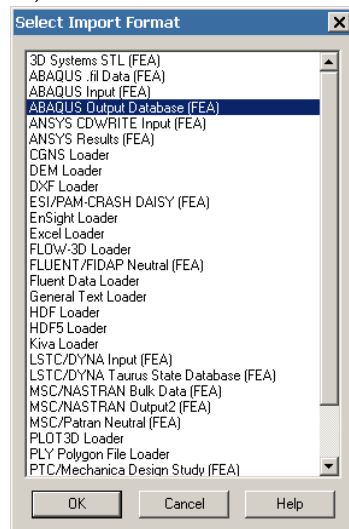 Select Import Format
3D Systems STL (FEA)
ABAQUS .fil Data (FEA)
ABAQUS Input (FEA)
ABAQUS Output Database (FEA)
ANSYS CDWRITE Input (FEA)
ANSYS Results (FEA)
CGNS Loader
DEM Loader
DXF Loader
ESI/PAM-CRASH DAISY (FEA)
EnSight Loader
Excel Loader
FLOW-3D Loader
FLUENT/FIDAP Neutral (FEA)
Fluent Data Loader
General Text Loader
HDF Loader
HDF5 Loader
Kiva Loader
LSTC/DYNA Input (FEA)
LSTC/DYNA Taurus State Database (FEA)
MSC/NASTRAN Bulk Data (FEA)
MSC/NASTRAN Output2 (FEA)
MSC/Patran Neutral (FEA)
PLOT3D Loader
PLY Polygon File Loader
PTC/Mechanica Design Study (FEA)
OK Cancel Help